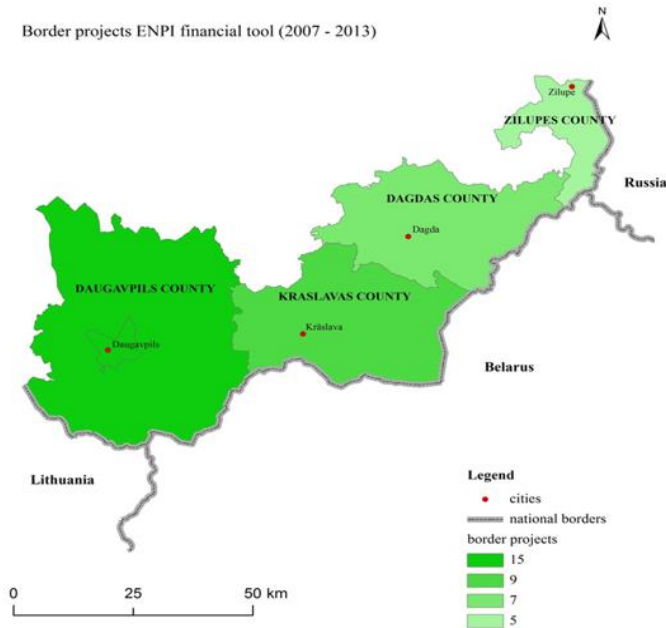 Border projects ENPI financial tool (2007 - 2013)
N
Zilupe
ZILUPES COUNTY
Russia
DAGDAS COUNTY
Dagda
DAUGAVPILS COUNTY
KRASLAVAS COUNTY
Krāslava
Daugavpils
Belarus
Lithuania
Legend
cities
national borders
border projects
15
9
7
5
0 25 50 km